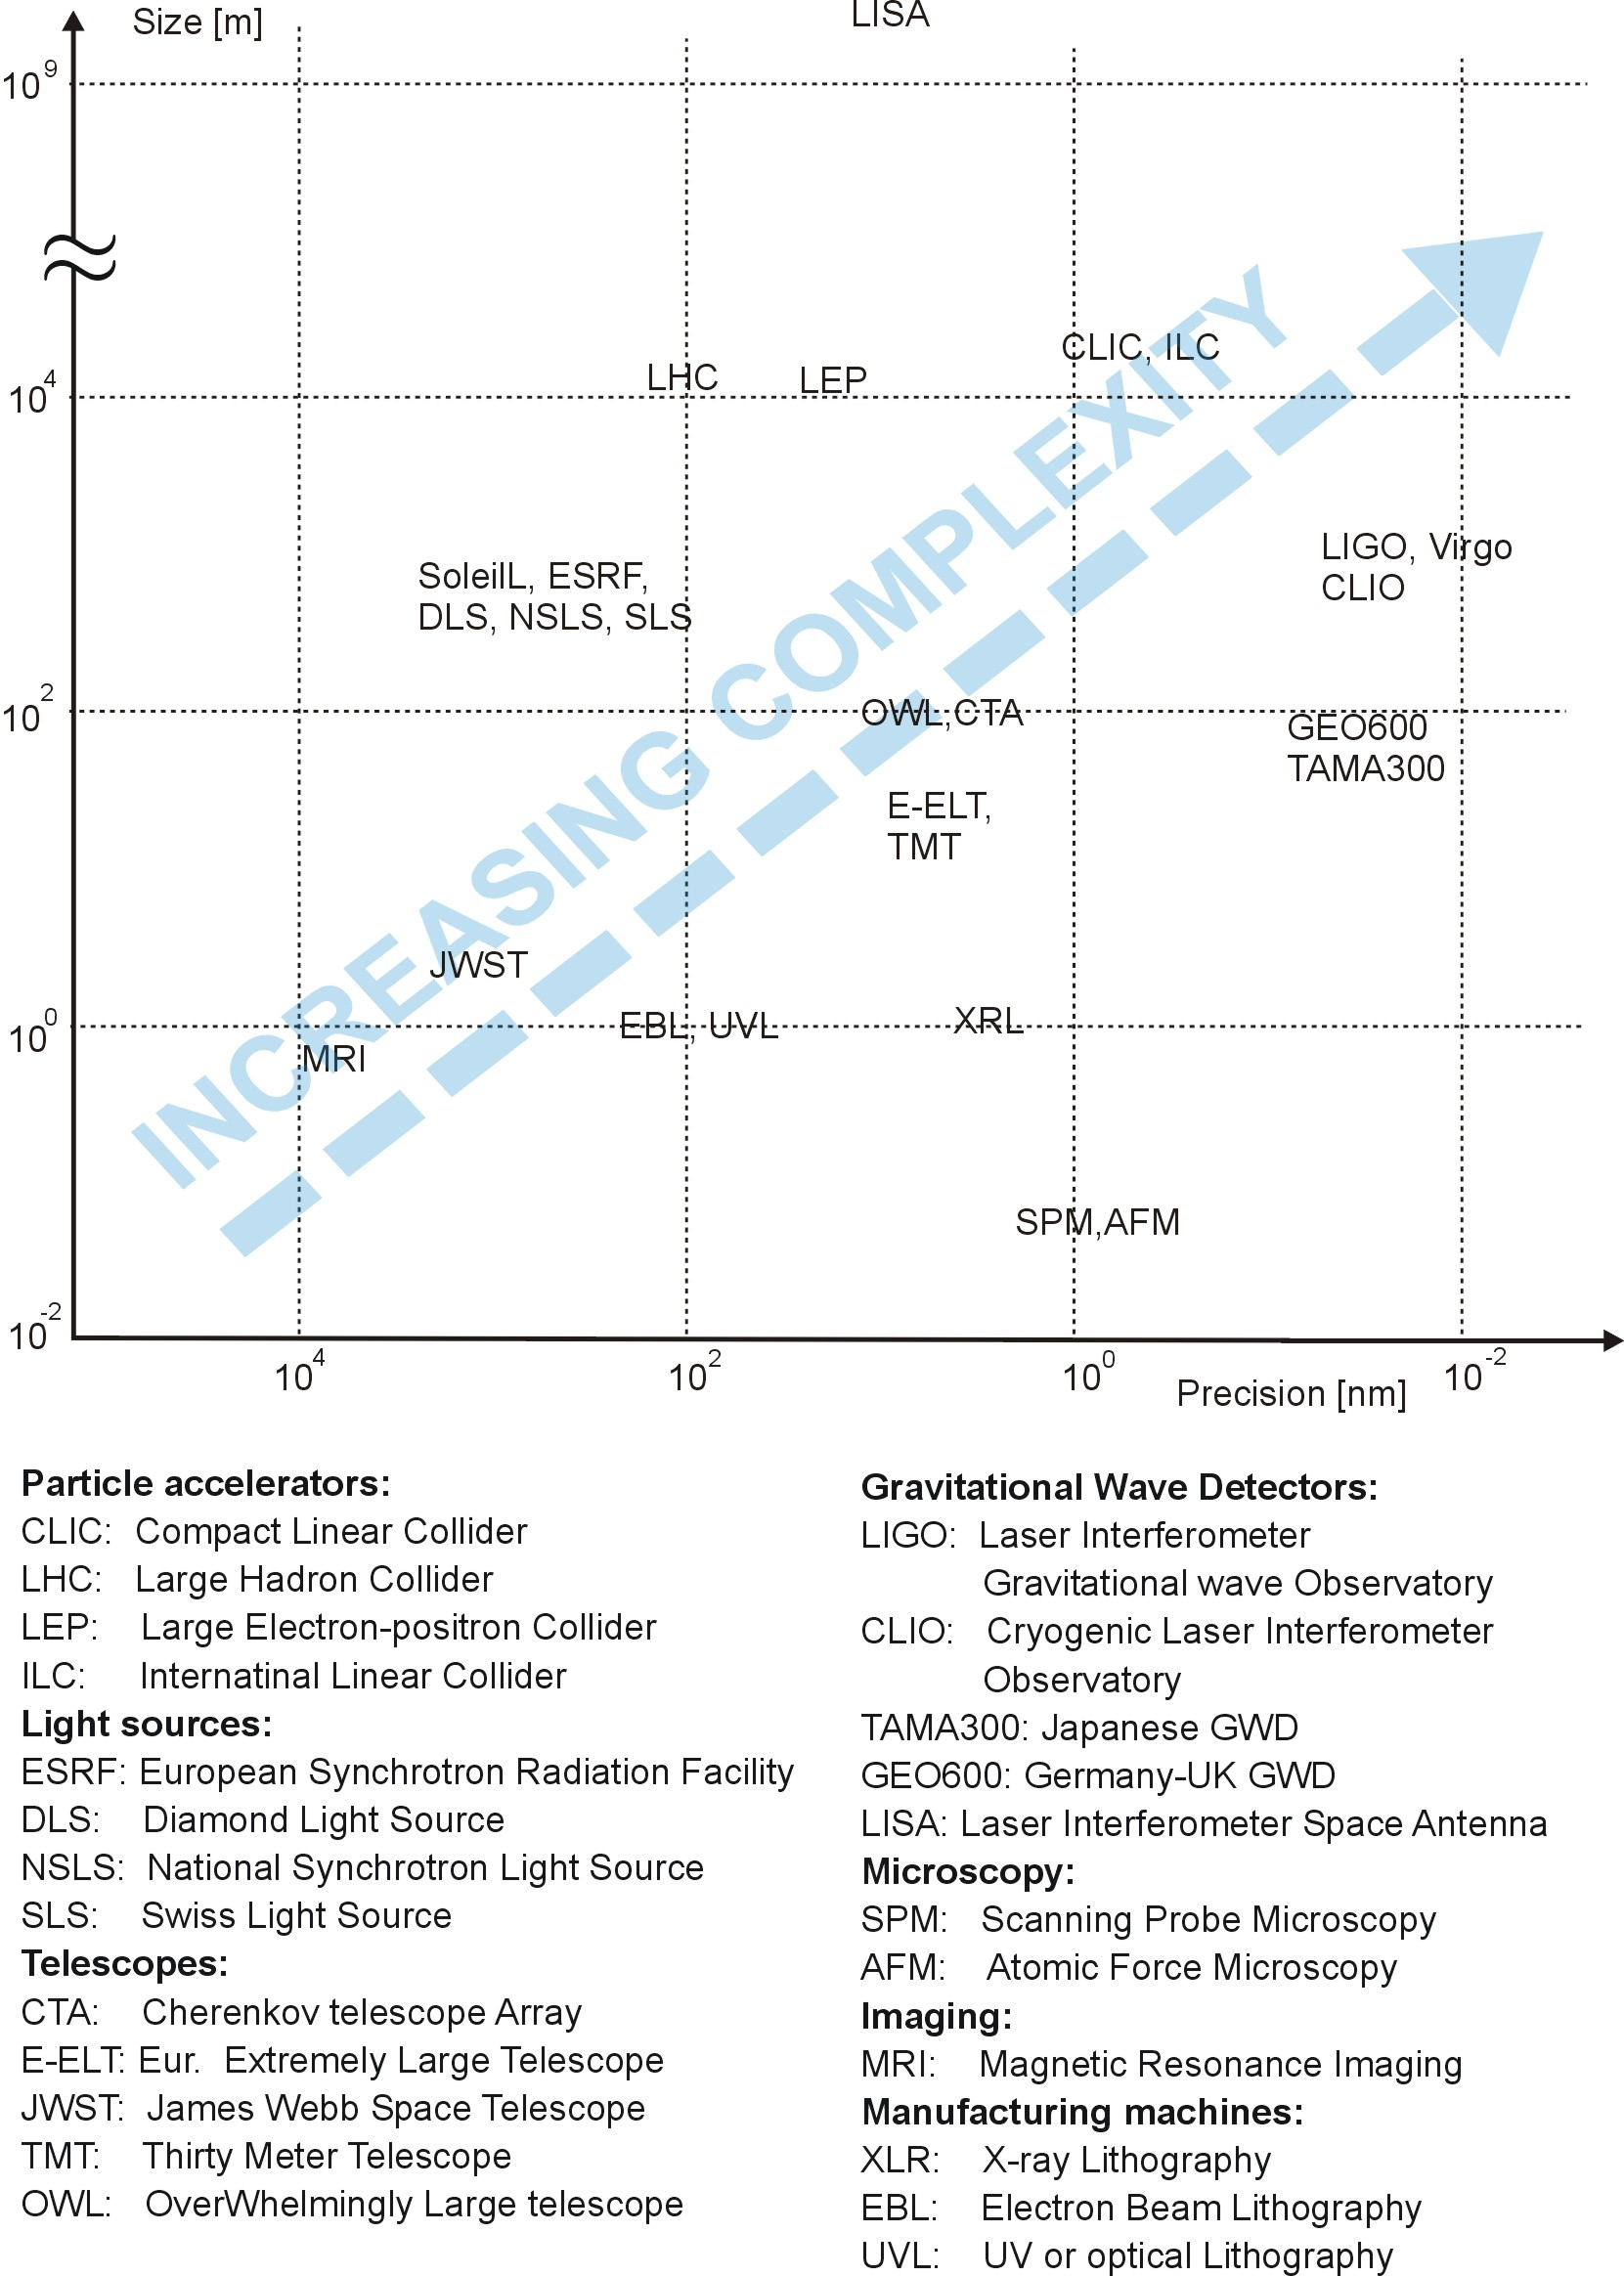 Size [m]
LISA
10^9
INCREASING COMPLEXITY
CLIC, ILC
LHC
LEP
10^4
LIGO, Virgo
CLIO
SoleilL, ESRF,
DLS, NSLS, SLS
10^2
OWL,CTA
GEO600
TAMA300
E-ELT,
TMT
JWST
10^0
EBL, UVL
XRL
MRI
SPM,AFM
10^-2
10^4
10^2
10^0
10^-2
Precision [nm]
Particle accelerators:
CLIC: Compact Linear Collider
LHC: Large Hadron Collider
LEP: Large Electron-positron Collider
ILC: Internatinal Linear Collider
Light sources:
ESRF: European Synchrotron Radiation Facility
DLS: Diamond Light Source
NSLS: National Synchrotron Light Source
SLS: Swiss Light Source
Telescopes:
CTA: Cherenkov telescope Array
E-ELT: Eur. Extremely Large Telescope
JWST: James Webb Space Telescope
TMT: Thirty Meter Telescope
OWL: OverWhelmingly Large telescope
Gravitational Wave Detectors:
LIGO: Laser Interferometer
Gravitational wave Observatory
CLIO: Cryogenic Laser Interferometer
Observatory
TAMA300: Japanese GWD
GEO600: Germany-UK GWD
LISA: Laser Interferometer Space Antenna
Microscopy:
SPM: Scanning Probe Microscopy
AFM: Atomic Force Microscopy
Imaging:
MRI: Magnetic Resonance Imaging
Manufacturing machines:
XLR: X-ray Lithography
EBL: Electron Beam Lithography
UVL: UV or optical Lithography